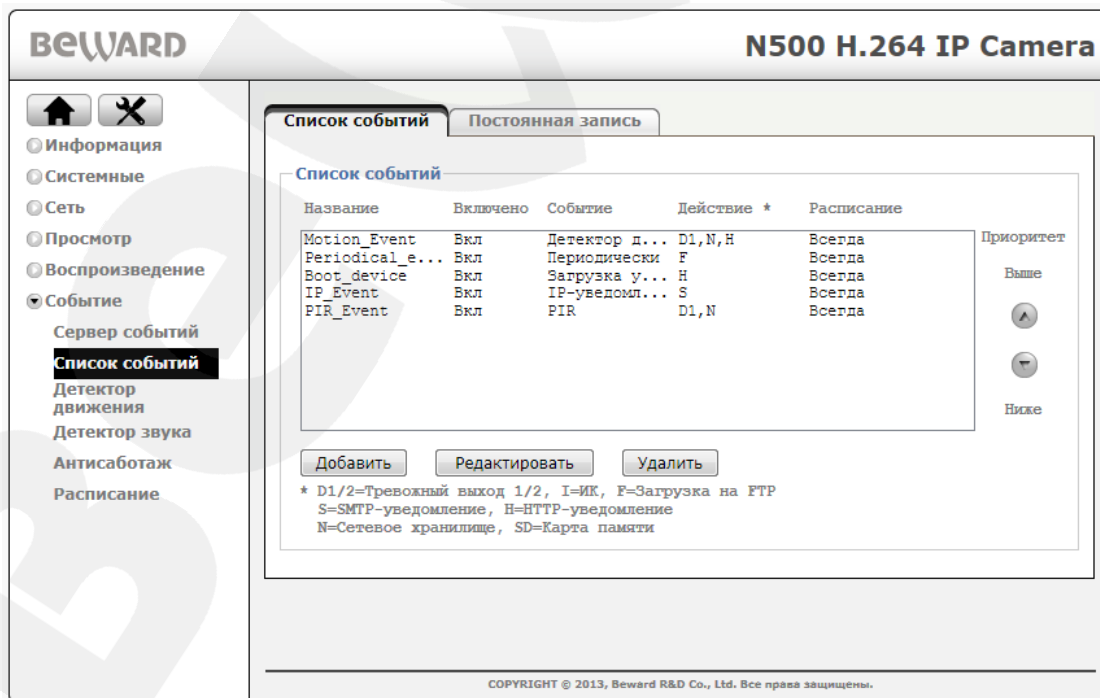 BEWARD
N500 H.264 IP Camera
Информация
Системные
Сеть
Просмотр
Воспроизведение
Событие
Сервер событий
Список событий
Детектор
движения
Детектор звука
Антисаботаж
Расписание
Список событий Постоянная запись
Список событий
Название Включено Событие Действие * Расписание
Motion_Event Вкл Детектор д... D1,N,H Всегда
Periodical_e... Вкл Периодически F Всегда
Boot_device Вкл Загрузка у... H Всегда
IP_Event Вкл IP-уведомл... S Всегда
PIR_Event Вкл PIR D1,N Всегда
Приоритет
Выше
Ниже
Добавить Редактировать Удалить
* D1/2=Тревожный выход 1/2, I=ИК, F=Загрузка на FTP
S=SMTP-уведомление, H=HTTP-уведомление
N=Сетевое хранилище, SD=Карта памяти
COPYRIGHT © 2013, Beward R&D Co., Ltd. Все права защищены.